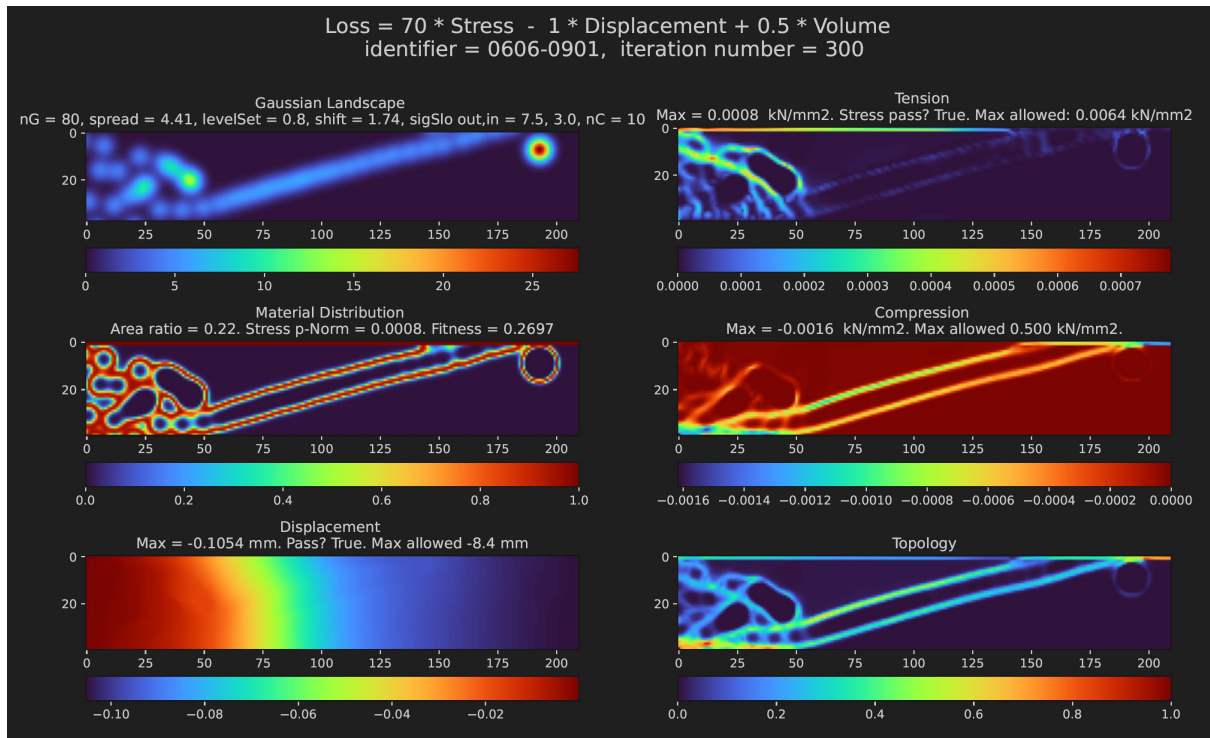 Loss = 70 * Stress  -  1 * Displacement + 0.5 * Volume
identifier = 0606-0901,  iteration number = 300
Gaussian Landscape
nG = 80, spread = 4.41, levelSet = 0.8, shift = 1.74, sigSlo out,in = 7.5, 3.0, nC = 10
0
20
0 25 50 75 100 125 150 175 200
0 5 10 15 20 25
Tension
Max = 0.0008  kN/mm2. Stress pass? True. Max allowed: 0.0064 kN/mm2
0
20
0 25 50 75 100 125 150 175 200
0.0000 0.0001 0.0002 0.0003 0.0004 0.0005 0.0006 0.0007
Material Distribution
Area ratio = 0.22. Stress p-Norm = 0.0008. Fitness = 0.2697
0
20
0 25 50 75 100 125 150 175 200
0.0 0.2 0.4 0.6 0.8 1.0
Compression
Max = -0.0016  kN/mm2. Max allowed 0.500 kN/mm2.
0
20
0 25 50 75 100 125 150 175 200
−0.0016 −0.0014 −0.0012 −0.0010 −0.0008 −0.0006 −0.0004 −0.0002 0.0000
Displacement
Max = -0.1054 mm. Pass? True. Max allowed -8.4 mm
0
20
0 25 50 75 100 125 150 175 200
−0.10 −0.08 −0.06 −0.04 −0.02
Topology
0
20
0 25 50 75 100 125 150 175 200
0.0 0.2 0.4 0.6 0.8 1.0